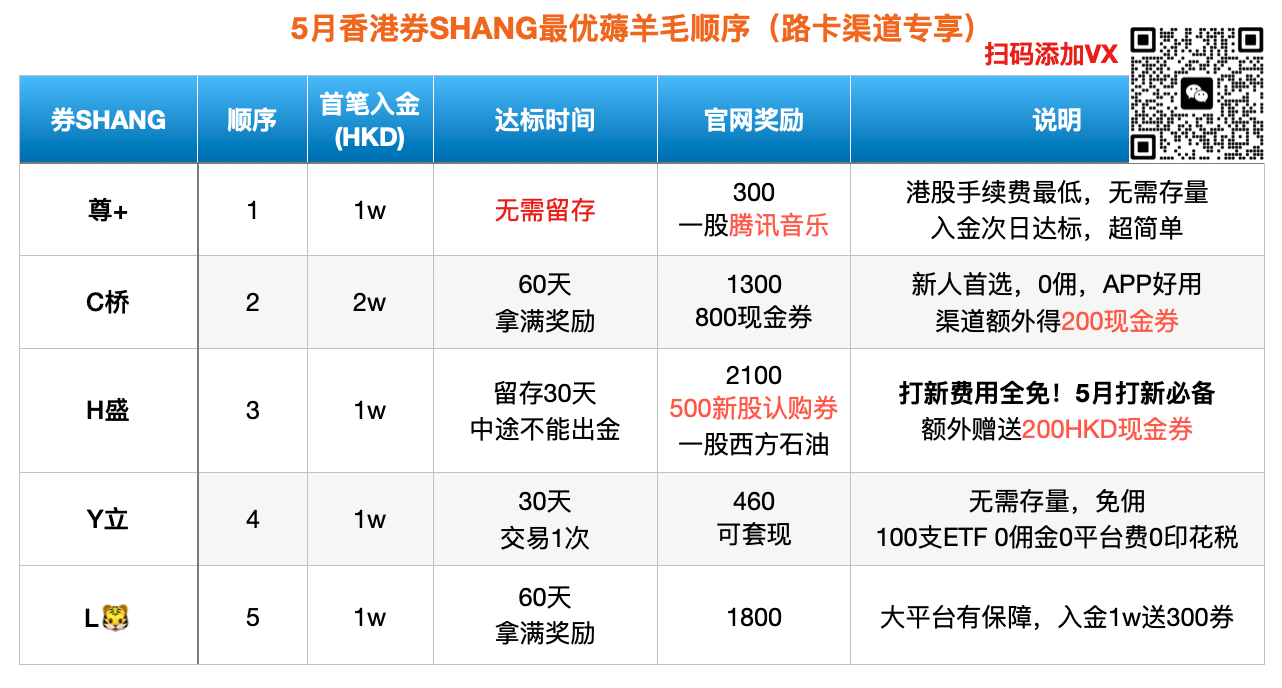 5月香港券SHANG最优薅羊毛顺序（路卡渠道专享）
扫码添加VX
券SHANG
顺序
首笔入金
(HKD)
达标时间
官网奖励
说明
尊+
1
1w
无需留存
300
一股腾讯音乐
港股手续费最低，无需存量
入金次日达标，超简单
C桥
2
2w
60天
拿满奖励
1300
800现金券
新人首选，0佣，APP好用
渠道额外得200现金券
H盛
3
1w
留存30天
中途不能出金
2100
500新股认购券
一股西方石油
打新费用全免！5月打新必备
额外赠送200HKD现金券
Y立
4
1w
30天
交易1次
460
可套现
无需存量，免佣
100支ETF 0佣金0平台费0印花税
L🐯
5
1w
60天
拿满奖励
1800
大平台有保障，入金1w送300券